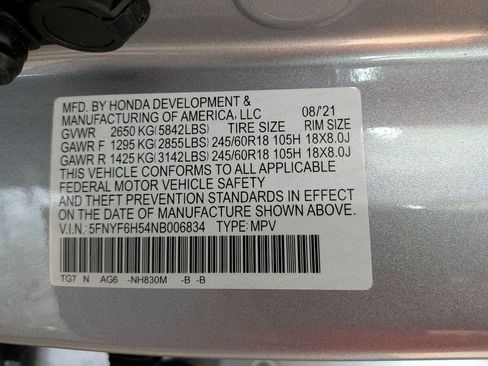 MFD. BY HONDA DEVELOPMENT &
MANUFACTURING OF AMERICA, LLC 08/'21
GVWR 2650 KG (5842LBS) TIRE SIZE RIM SIZE
GAWR F 1295 KG (2855LBS) 245/60R18 105H 18X8.0J
GAWR R 1425 KG (3142LBS) 245/60R18 105H 18X8.0J
THIS VEHICLE CONFORMS TO ALL APPLICABLE
FEDERAL MOTOR VEHICLE SAFETY
AND THEFT PREVENTION STANDARDS IN EFFECT
ON THE DATE OF MANUFACTURE SHOWN ABOVE.
V.I.N.: 5FNYF6H54NB006834 TYPE: MPV
TG7 N AG6 -NH830M -B -B